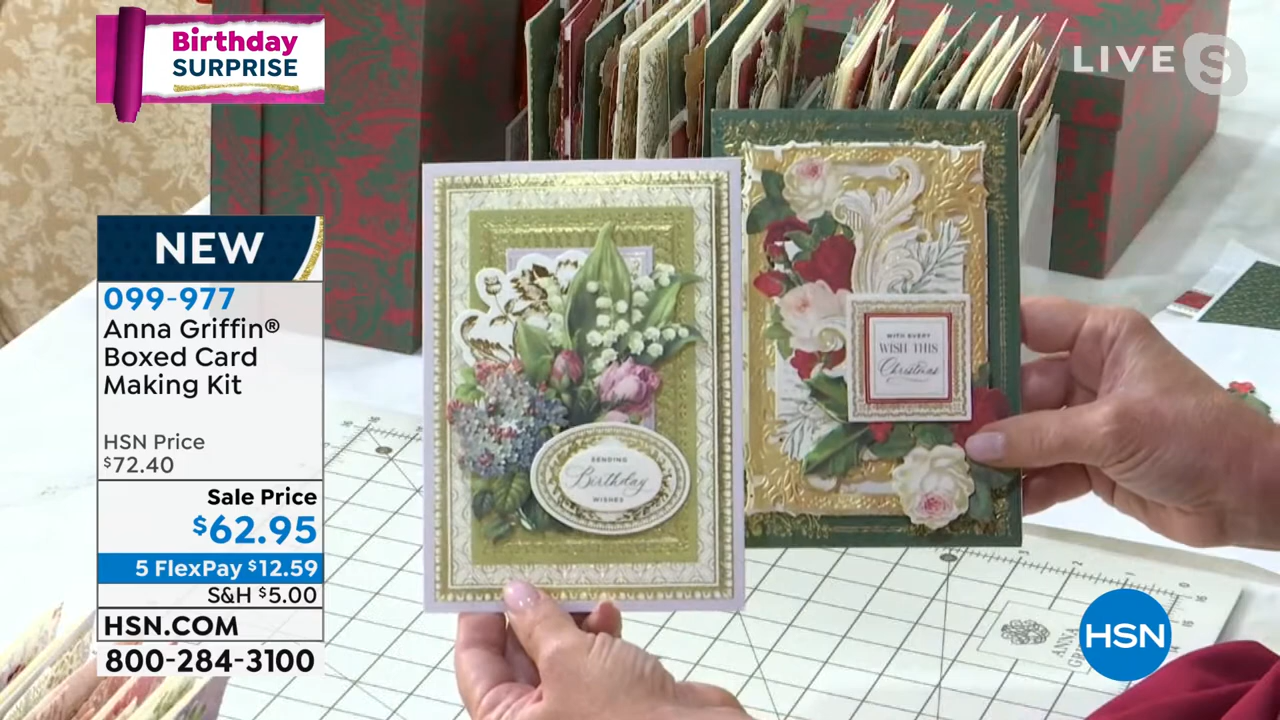 Birthday
SURPRISE
LIVE S
NEW
099-977
Anna Griffin®
Boxed Card
Making Kit
HSN Price
$72.40
Sale Price
$62.95
5 FlexPay $12.59
S&H $5.00
HSN.COM
800-284-3100
SENDING
Birthday
WISHES
WITH EVERY
WISH THIS
Christmas
ANNA
HSN